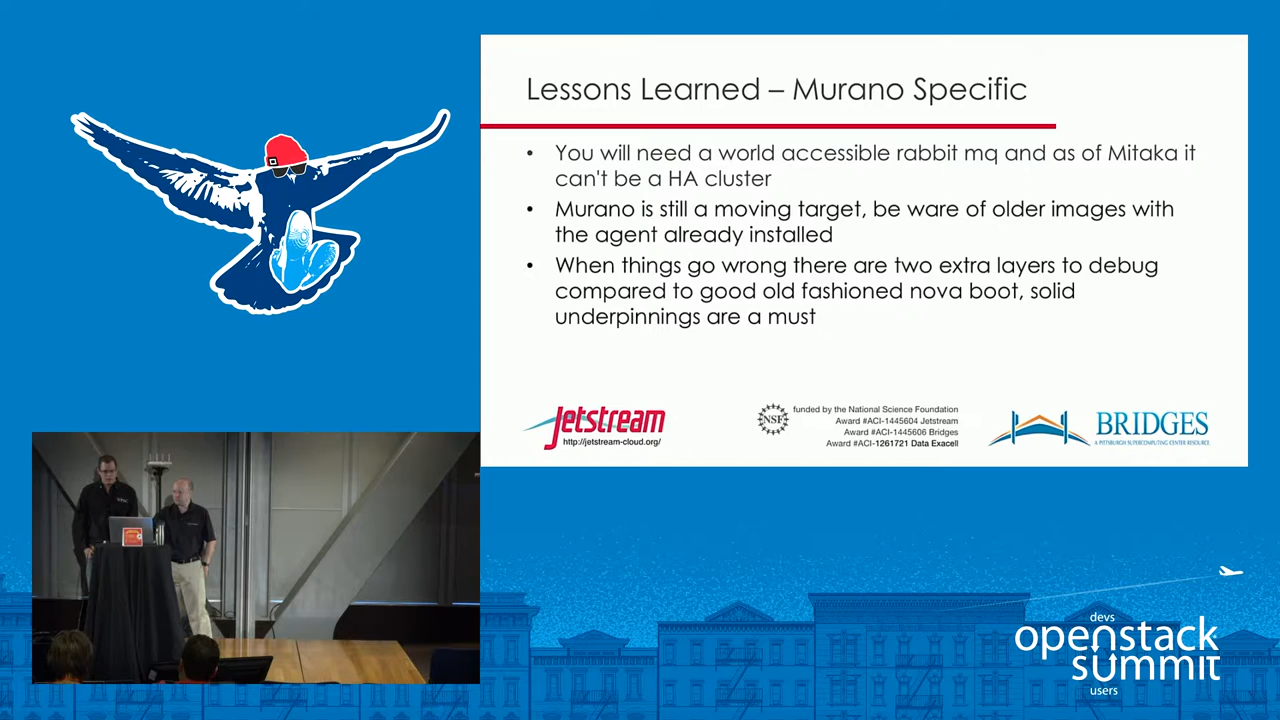 Lessons Learned – Murano Specific
• You will need a world accessible rabbit mq and as of Mitaka it
can't be a HA cluster
• Murano is still a moving target, be ware of older images with
the agent already installed
• When things go wrong there are two extra layers to debug
compared to good old fashioned nova boot, solid
underpinnings are a must
Jetstream
http://jetstream-cloud.org/
NSF
funded by the National Science Foundation
Award #ACI-1445604 Jetstream
Award #ACI-1445606 Bridges
Award #ACI-1261721 Data Exacell
BRIDGES
A PITTSBURGH SUPERCOMPUTING CENTER RESOURCE
devs
openstack
summit
users